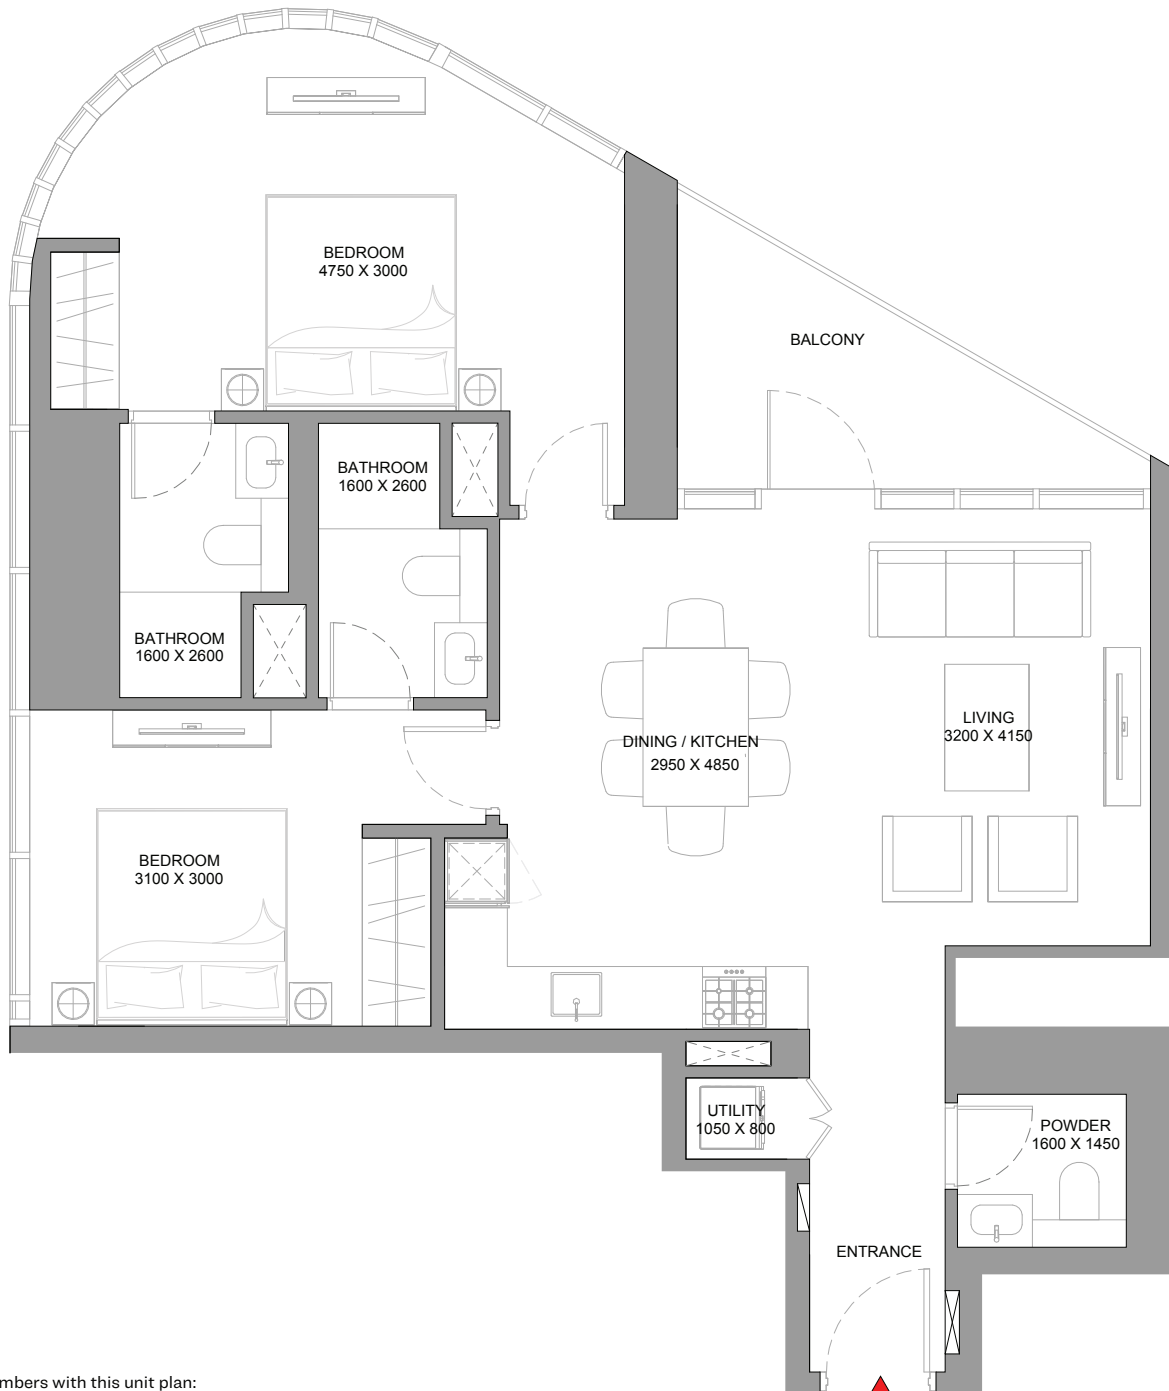 BEDROOM
4750 X 3000
BALCONY
BATHROOM
1600 X 2600
BATHROOM
1600 X 2600
LIVING
3200 X 4150
DINING / KITCHEN
2950 X 4850
BEDROOM
3100 X 3000
UTILITY
1050 X 800
POWDER
1600 X 1450
ENTRANCE
mbers with this unit plan: